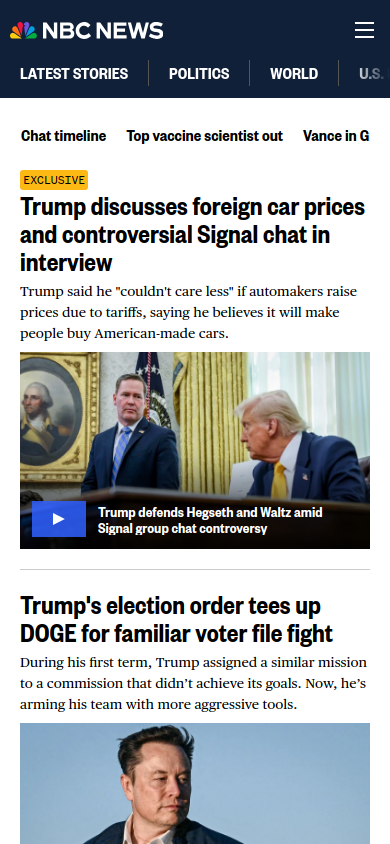 NBC NEWS
LATEST STORIES
POLITICS
WORLD
U.S.
Chat timeline
Top vaccine scientist out
Vance in G
EXCLUSIVE
Trump discusses foreign car prices
and controversial Signal chat in
interview
Trump said he "couldn't care less" if automakers raise
prices due to tariffs, saying he believes it will make
people buy American-made cars.
Trump defends Hegseth and Waltz amid
Signal group chat controversy
Trump's election order tees up
DOGE for familiar voter file fight
During his first term, Trump assigned a similar mission
to a commission that didn’t achieve its goals. Now, he’s
arming his team with more aggressive tools.